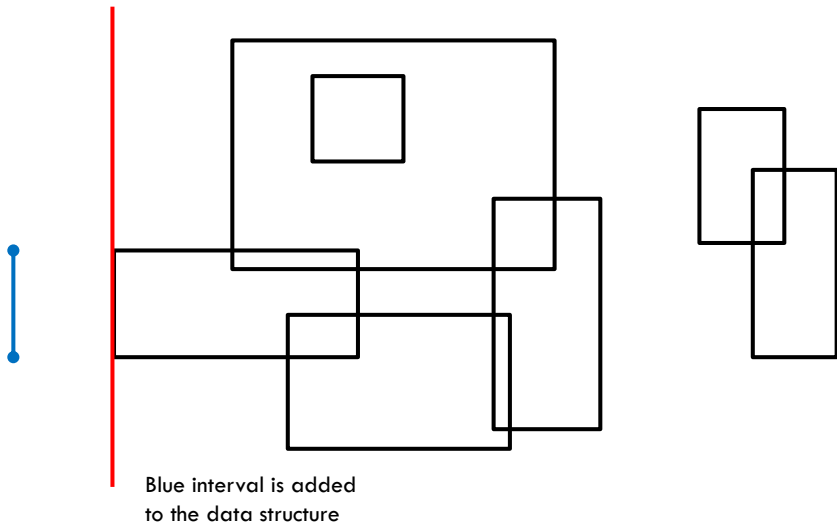 Blue interval is added
to the data structure